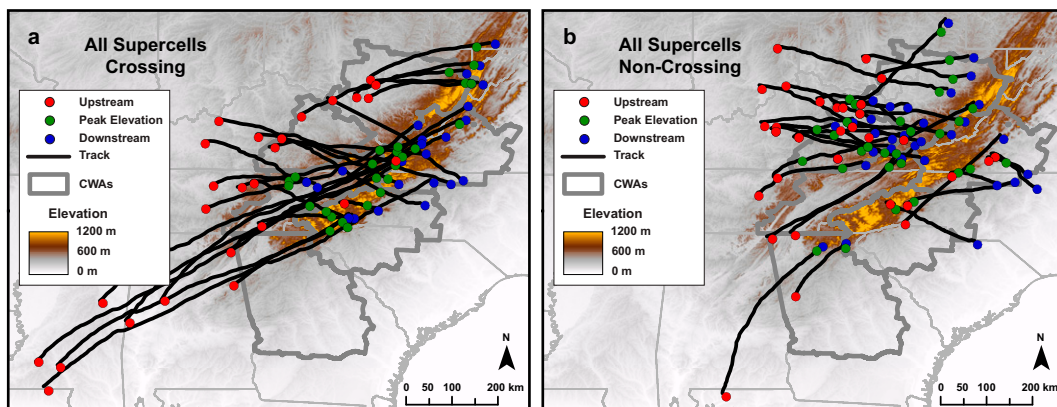 a
All Supercells
Crossing
Upstream
Peak Elevation
Downstream
Track
CWAs
Elevation
1200 m
600 m
0 m
N
0 50 100 200 km
b
All Supercells
Non-Crossing
Upstream
Peak Elevation
Downstream
Track
CWAs
Elevation
1200 m
600 m
0 m
N
0 50 100 200 km